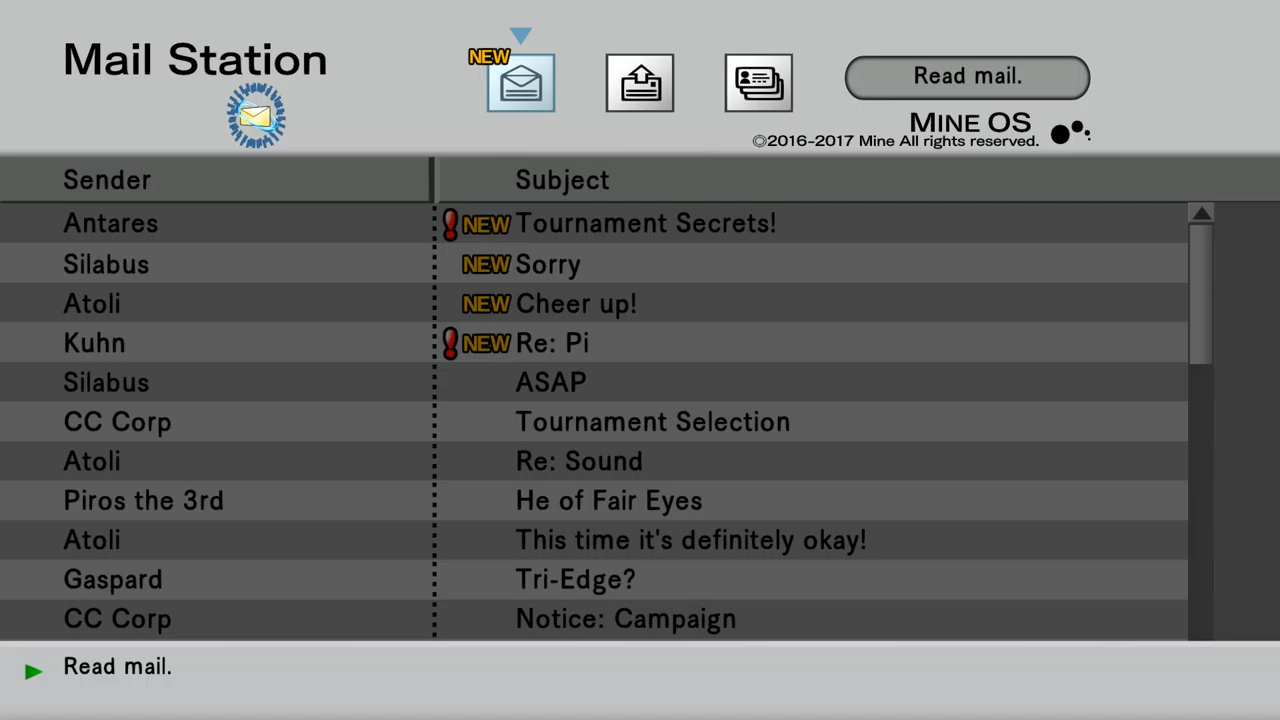 Mail Station
NEW
Read mail.
MINE OS
©2016-2017 Mine All rights reserved.
Sender Subject
Antares NEW Tournament Secrets!
Silabus NEW Sorry
Atoli NEW Cheer up!
Kuhn NEW Re: Pi
Silabus ASAP
CC Corp Tournament Selection
Atoli Re: Sound
Piros the 3rd He of Fair Eyes
Atoli This time it's definitely okay!
Gaspard Tri-Edge?
CC Corp Notice: Campaign
Read mail.